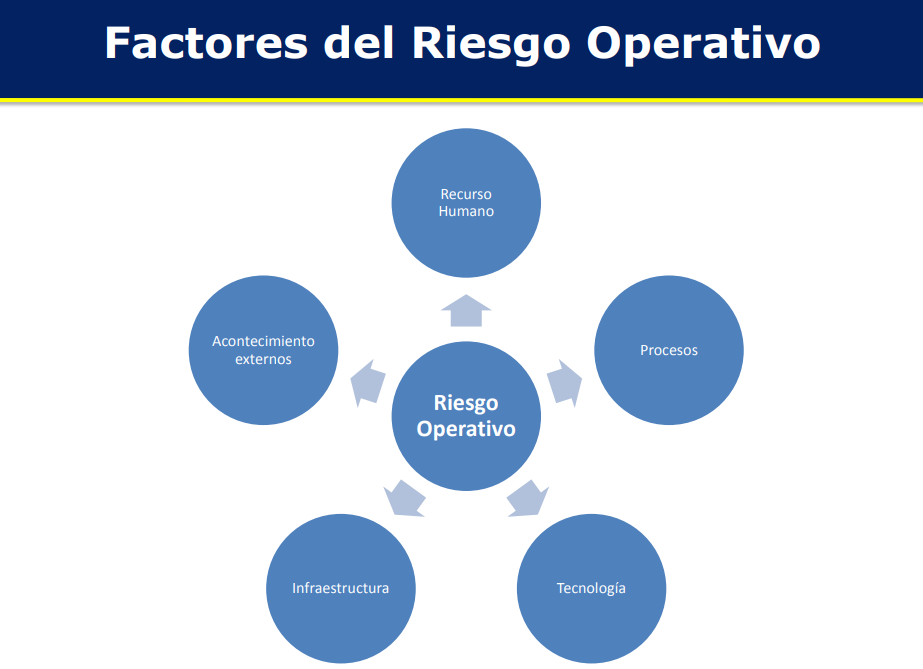 Factores del Riesgo Operativo
Recurso
Humano
Acontecimiento
externos
Procesos
Riesgo
Operativo
Infraestructura
Tecnología